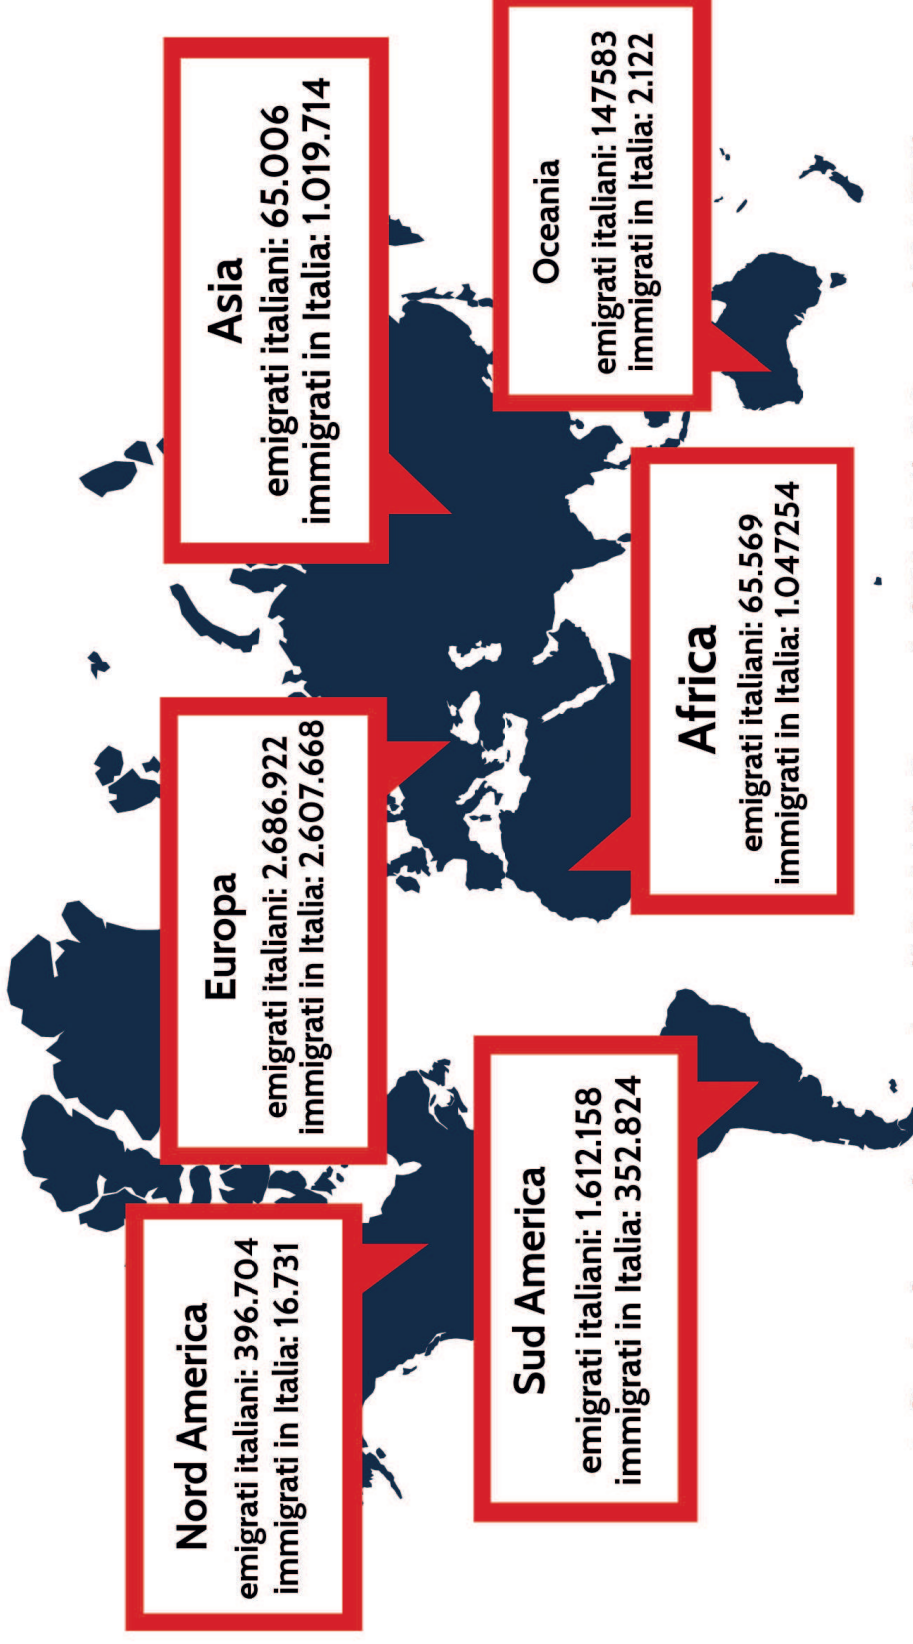 Nord America
emigrati italiani: 396.704
immigrati in Italia: 16.731
Europa
emigrati italiani: 2.686.922
immigrati in Italia: 2.607.668
Asia
emigrati italiani: 65.006
immigrati in Italia: 1.019.714
Sud America
emigrati italiani: 1.612.158
immigrati in Italia: 352.824
Africa
emigrati italiani: 65.569
immigrati in Italia: 1.047254
Oceania
emigrati italiani: 147583
immigrati in Italia: 2.122